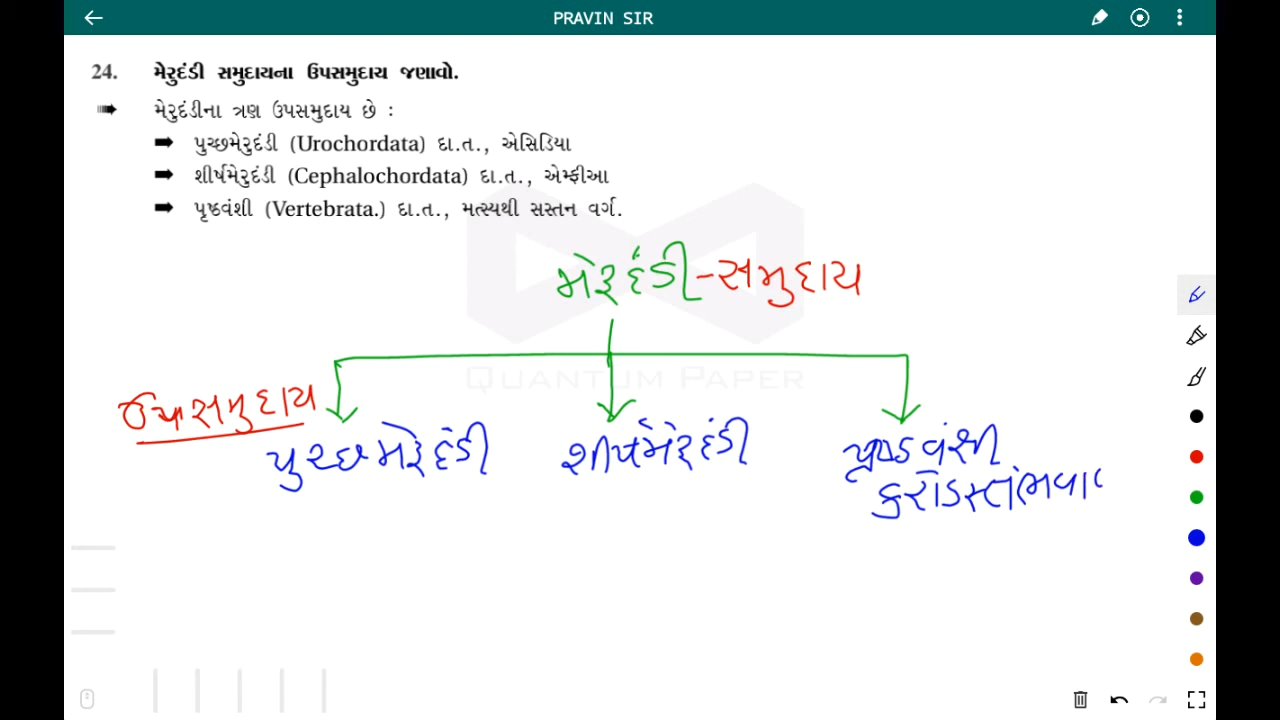 PRAVIN SIR
24. મેરુદંડી સમુદાયના ઉપસમુદાય જણાવો.
મેરુદંડીના ત્રણ ઉપસમુદાય છે :
પુચ્છમેરુદંડી (Urochordata) દા.ત., એસિડિયા
શીર્ષમેરુદંડી (Cephalochordata) દા.ત., એમ્ફીઆ
પૃષ્ઠવંશી (Vertebrata.) દા.ત., મત્સ્યથી સસ્તન વર્ગ.
મેરૂદંડી-સમુદાય
QUANTUM PAPER
ઉપસમુદાય
પુચ્છમેરૂદંડી શીર્ષમેરૂદંડી પૃષ્ઠવંશી
કરોડસ્તંભવા